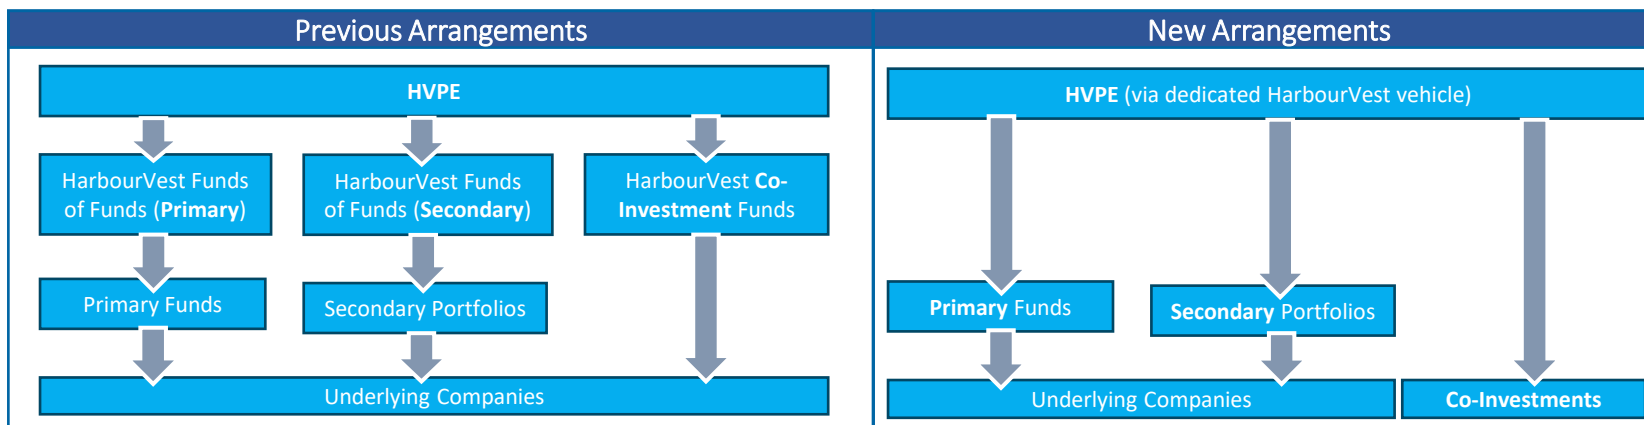 Previous Arrangements
HVPE
HarbourVest Funds
of Funds (Primary)
HarbourVest Funds
of Funds (Secondary)
HarbourVest Co-
Investment Funds
Primary Funds
Secondary Portfolios
Underlying Companies
New Arrangements
HVPE (via dedicated HarbourVest vehicle)
Primary Funds
Secondary Portfolios
Underlying Companies
Co-Investments